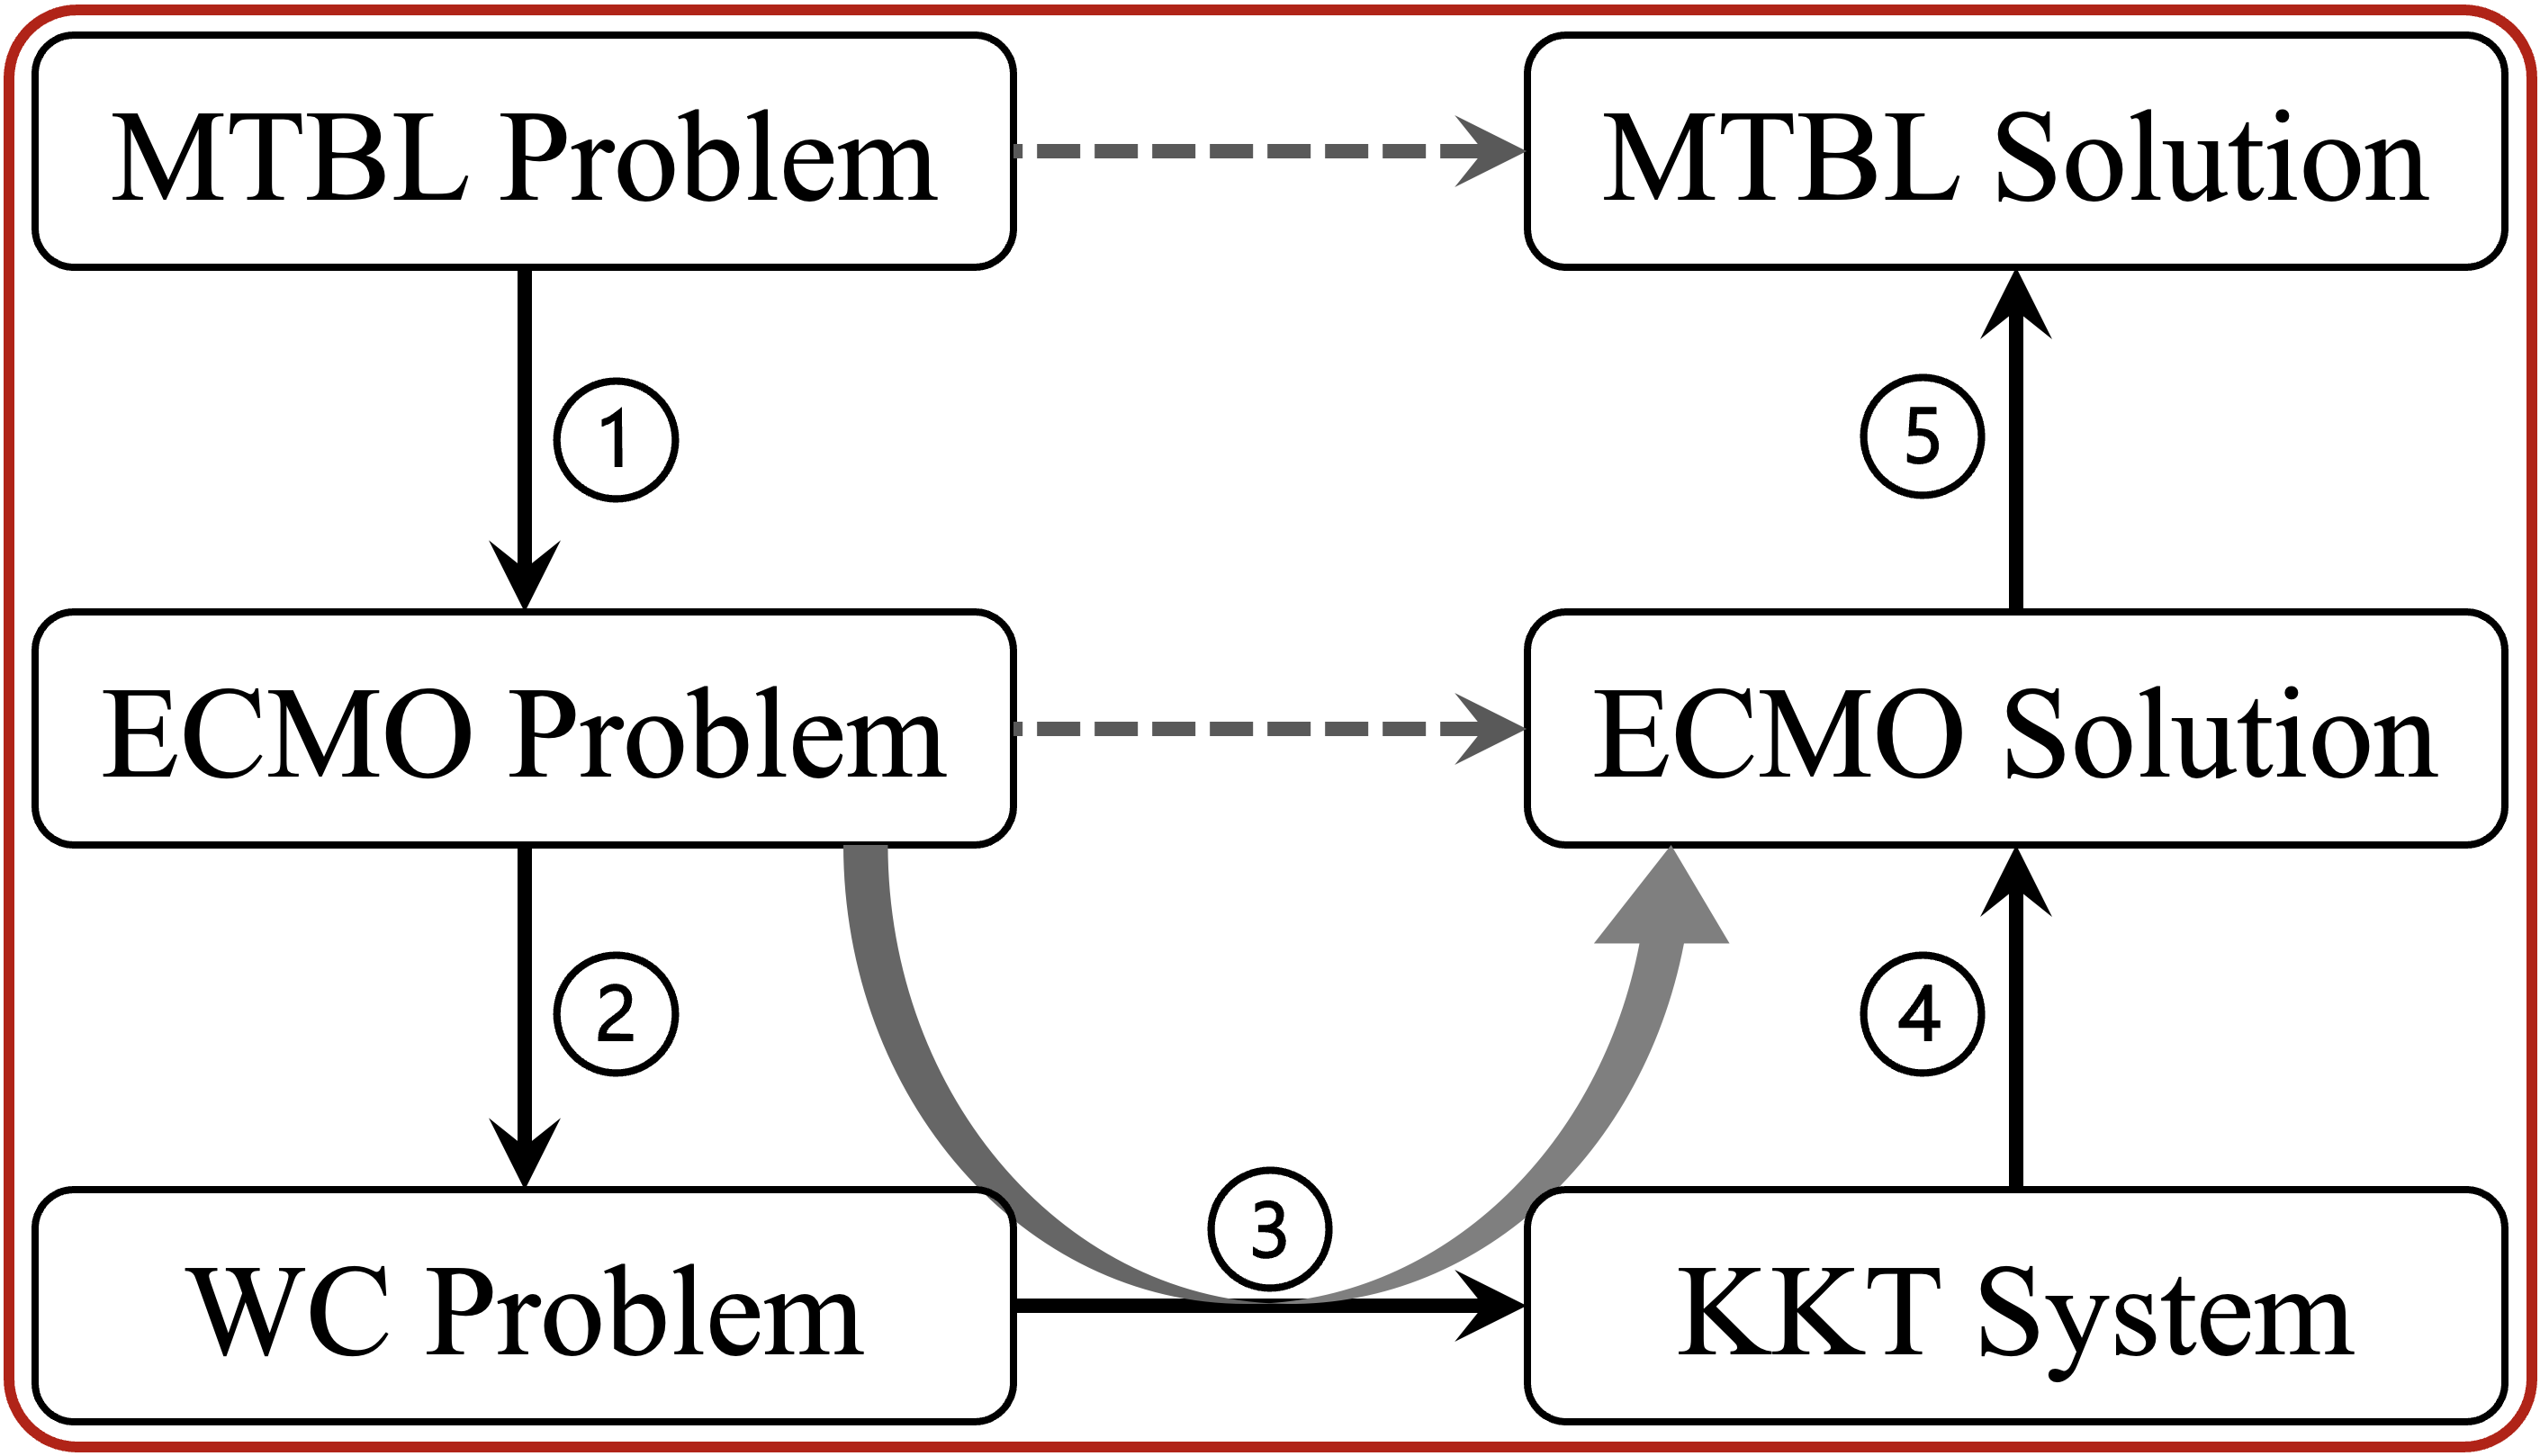 MTBL Problem
MTBL Solution
1
5
ECMO Problem
ECMO Solution
2
4
3
WC Problem
KKT System